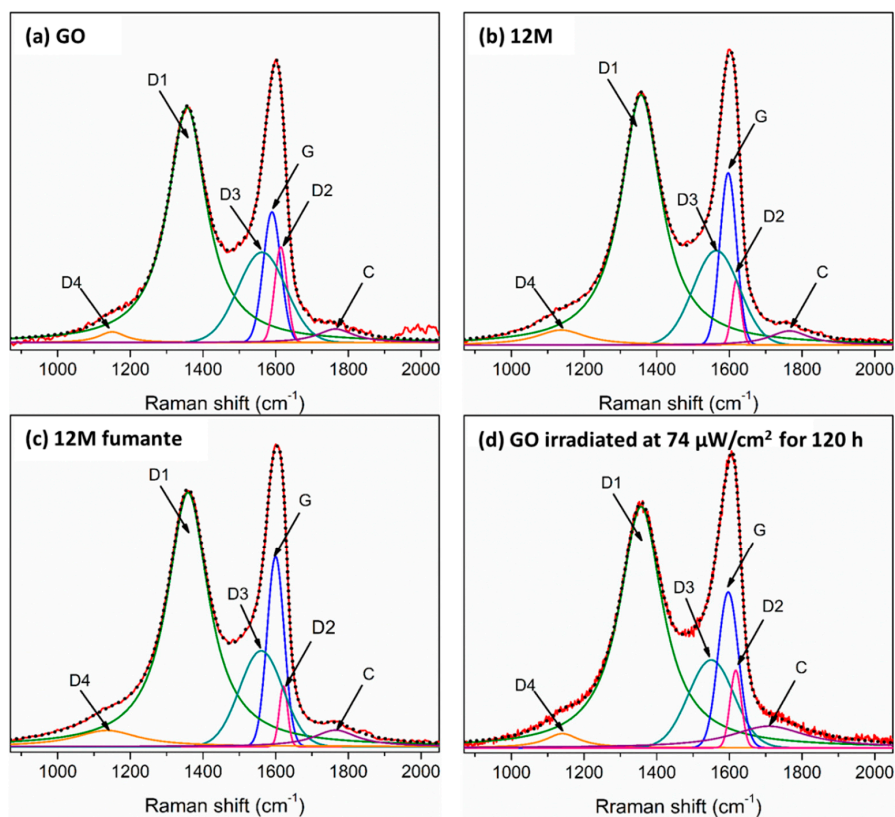 (a) GO
D1
G
D3
D2
D4
C
1000 1200 1400 1600 1800 2000
Raman shift (cm⁻¹)
(b) 12M
D1
G
D3
D2
D4
C
1000 1200 1400 1600 1800 2000
Raman shift (cm⁻¹)
(c) 12M fumante
D1
G
D3
D2
D4
C
1000 1200 1400 1600 1800 2000
Raman shift (cm⁻¹)
(d) GO irradiated at 74 μW/cm² for 120 h
D1
G
D3
D2
D4
C
1000 1200 1400 1600 1800 2000
Rraman shift (cm⁻¹)